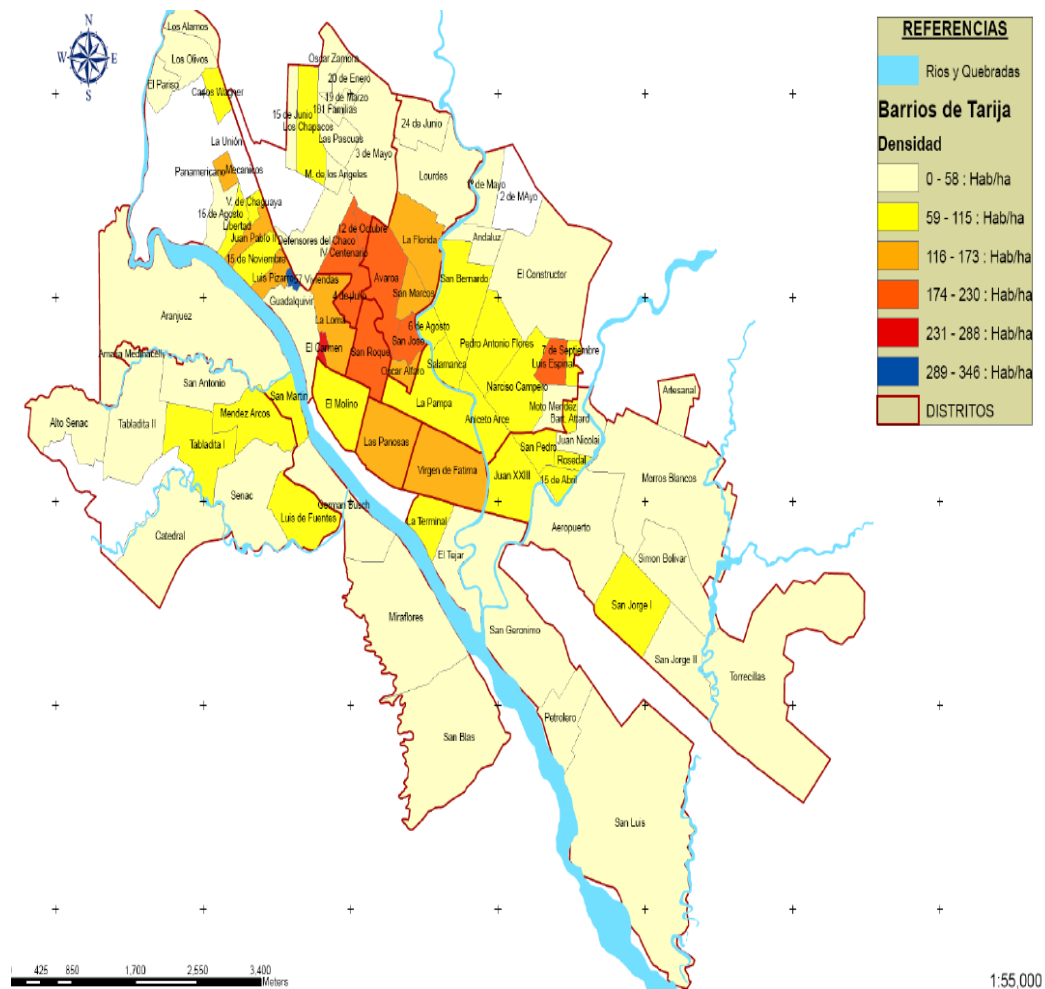 N
W
E
S
REFERENCIAS
Rios y Quebradas
Barrios de Tarija
Densidad
0 - 58 : Hab/ha
59 - 115 : Hab/ha
116 - 173 : Hab/ha
174 - 230 : Hab/ha
231 - 288 : Hab/ha
289 - 346 : Hab/ha
DISTRITOS
Los Alamos
Los Olivos
El Pariso
Carlos Wagner
Oscar Zamora
20 de Enero
19 de Marzo
101 Familias
15 de Junio
Los Chapacos
Las Pascuas
24 de Junio
La Unión
3 de Mayo
Panamericano
Mecanicos
M. de los Angeles
Lourdes
1º de Mayo
2 de MAyo
V. de Chaguaya
16 de Agosto
Libertad
Juan Pablo II
Defensores del Chaco
12 de Octubre
IV Centenario
La Florida
Andaluz
15 de Noviembre
Luis Pizarro
57 Viviendas
Avaroa
San Bernardo
El Constructor
Guadalquivir
4 de Junio
San Marcos
Aranjuez
La Loma
6 de Agosto
El Carmen
San Jose
Pedro Antonio Flores
7 de Septiembre
San Roque
Oscar Alfaro
Salamanca
Luis Espinal
San Antonio
San Martin
El Molino
La Pampa
Narciso Campero
Artesanal
Mendez Arcos
Aniceto Arce
Moto Mendez
Bart. Attard
Alto Senac
Tabladita II
Tabladita I
Las Panosas
San Pedro
Juan Nicolai
Rosedal
Virgen de Fatima
Juan XXIII
15 de Abril
Morros Blancos
Senac
German Busch
Luis de Fuentes
La Terminal
Aeropuerto
Catedral
El Tejar
Simon Bolivar
Miraflores
San Jorge I
San Geronimo
San Jorge II
Torrecillas
Petrolero
San Blas
San Luis
425 850 1,700 2,550 3,400
Meters
1:55,000